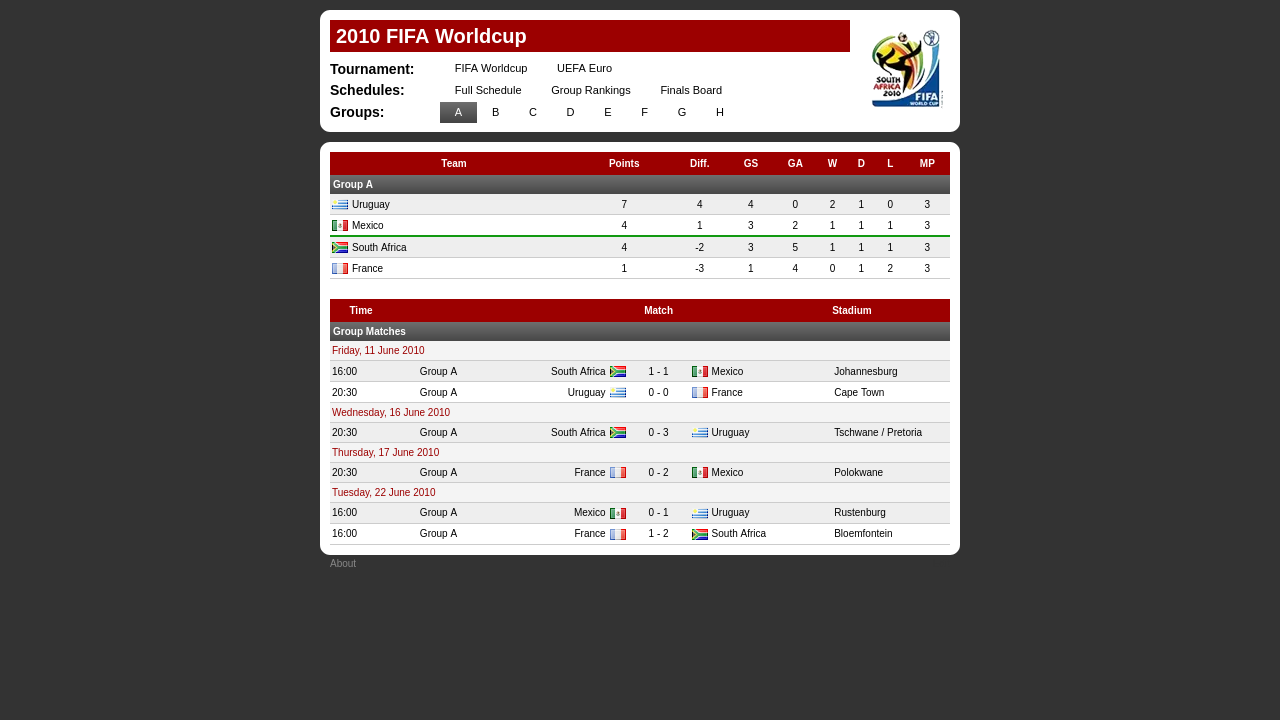 2010 FIFA Worldcup
Tournament: FIFA Worldcup UEFA Euro
Schedules: Full Schedule Group Rankings Finals Board
Groups: A B C D E F G H
SOUTH AFRICA
2010
FIFA
WORLD CUP
Team Points Diff. GS GA W D L MP
Group A
Uruguay 7 4 4 0 2 1 0 3
Mexico 4 1 3 2 1 1 1 3
South Africa 4 -2 3 5 1 1 1 3
France 1 -3 1 4 0 1 2 3
Time Match Stadium
Group Matches
Friday, 11 June 2010
16:00 Group A South Africa 1 - 1 Mexico Johannesburg
20:30 Group A Uruguay 0 - 0 France Cape Town
Wednesday, 16 June 2010
20:30 Group A South Africa 0 - 3 Uruguay Tschwane / Pretoria
Thursday, 17 June 2010
20:30 Group A France 0 - 2 Mexico Polokwane
Tuesday, 22 June 2010
16:00 Group A Mexico 0 - 1 Uruguay Rustenburg
16:00 Group A France 1 - 2 South Africa Bloemfontein
About